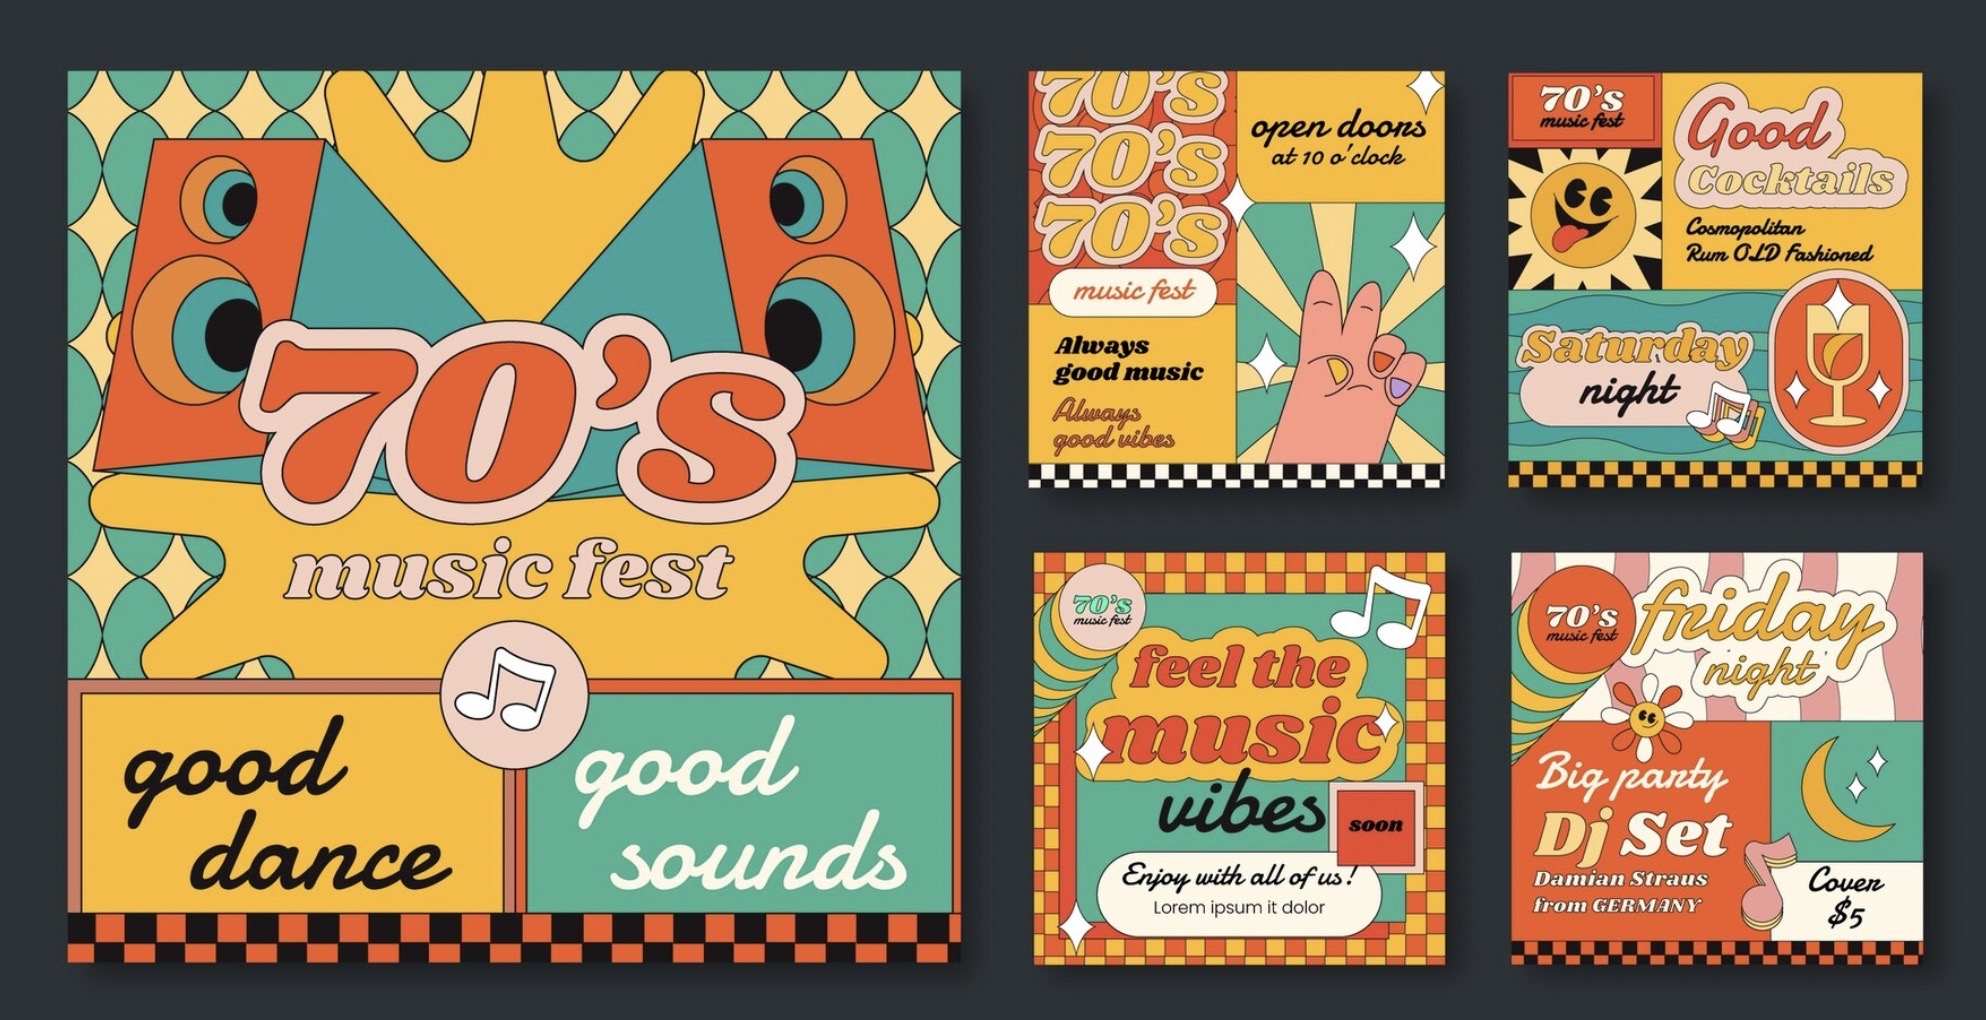 70's
music fest
good
dance
good
sounds
70's
70's
70's
music fest
Always
good music
Always
good vibes
open doors
at 10 o'clock
70's
music fest
Good
Cocktails
Cosmopolitan
Rum OLD Fashioned
Saturday
night
70's
music fest
feel the
music
vibes
soon
Enjoy with all of us!
Lorem ipsum it dolor
70's
music fest
friday
night
Big party
Dj Set
Damian Straus
from GERMANY
Cover
$5